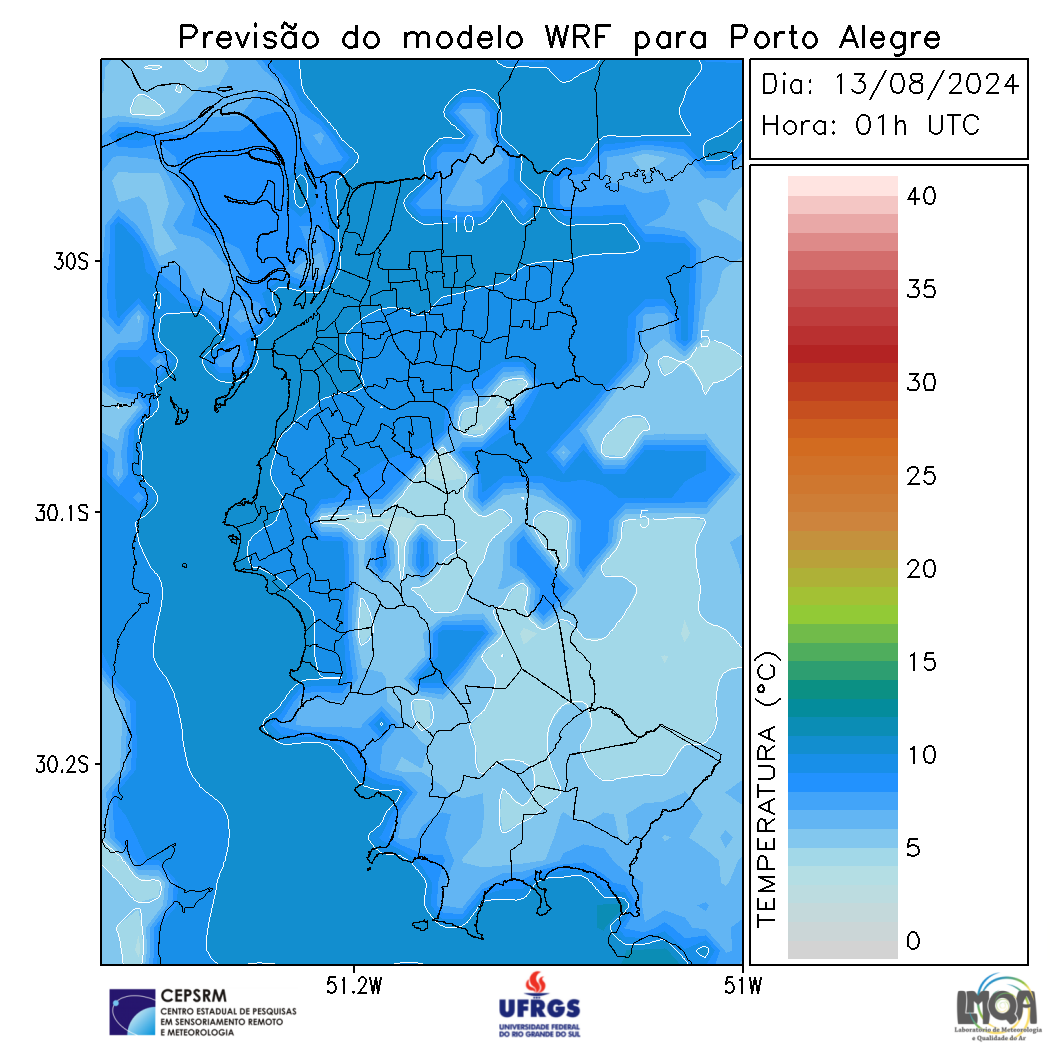 Previsão do modelo WRF para Porto Alegre
Dia: 13/08/2024
Hora: 01h UTC
40
35
30
25
20
15
10
5
0
TEMPERATURA (°C)
30S
30.1S
30.2S
51.2W
51W
10
5
5
5
CEPSRM
CENTRO ESTADUAL DE PESQUISAS
EM SENSORIAMENTO REMOTO
E METEOROLOGIA
UFRGS
UNIVERSIDADE FEDERAL
DO RIO GRANDE DO SUL
LMQA
Laboratório de Meteorologia
e Qualidade do Ar